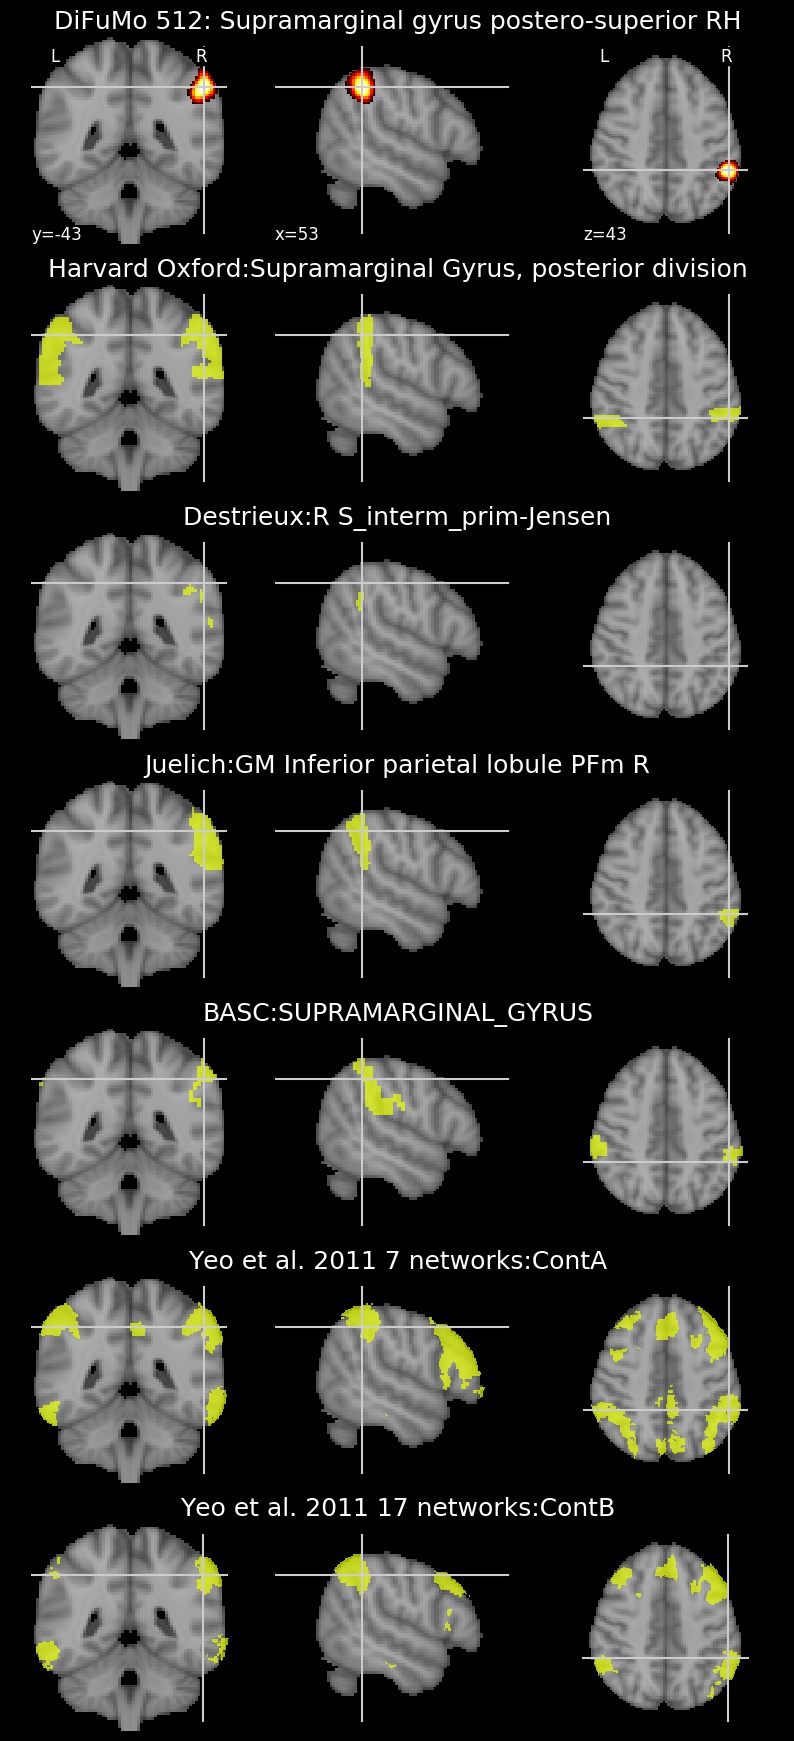 DiFuMo 512: Supramarginal gyrus postero-superior RH
L R L R
y=-43 x=53 z=43
Harvard Oxford:Supramarginal Gyrus, posterior division
Destrieux:R S_interm_prim-Jensen
Juelich:GM Inferior parietal lobule PFm R
BASC:SUPRAMARGINAL_GYRUS
Yeo et al. 2011 7 networks:ContA
Yeo et al. 2011 17 networks:ContB